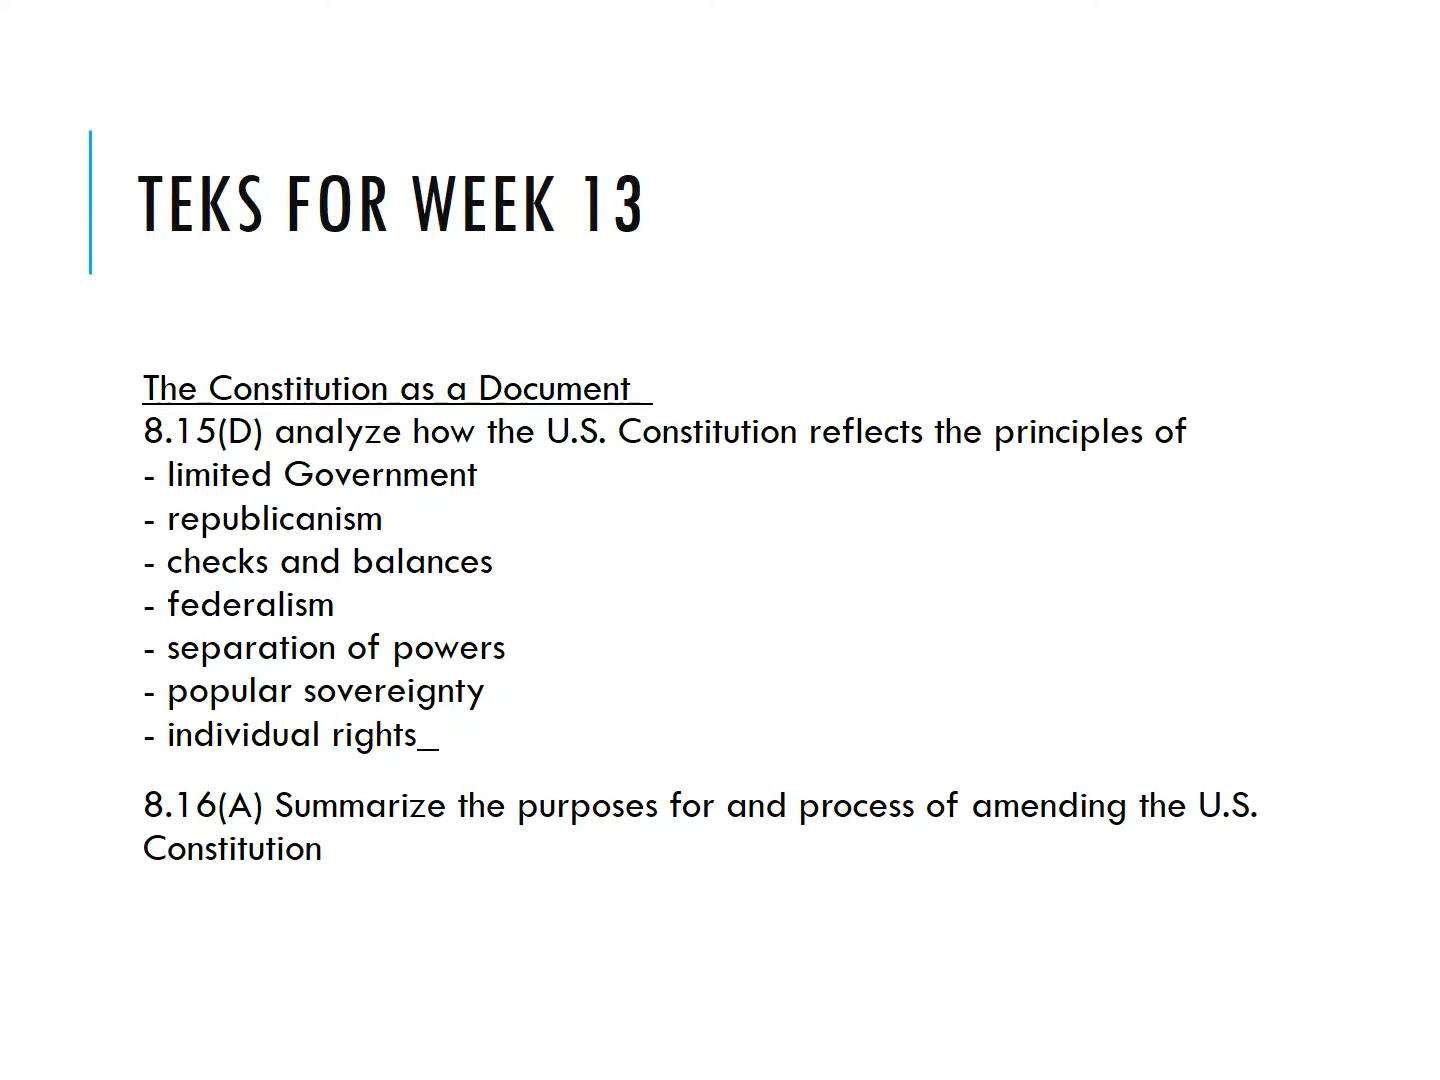 TEKS FOR WEEK 13
The Constitution as a Document
8.15(D) analyze how the U.S. Constitution reflects the principles of
- limited Government
- republicanism
- checks and balances
- federalism
- separation of powers
- popular sovereignty
- individual rights_
8.16(A) Summarize the purposes for and process of amending the U.S.
Constitution